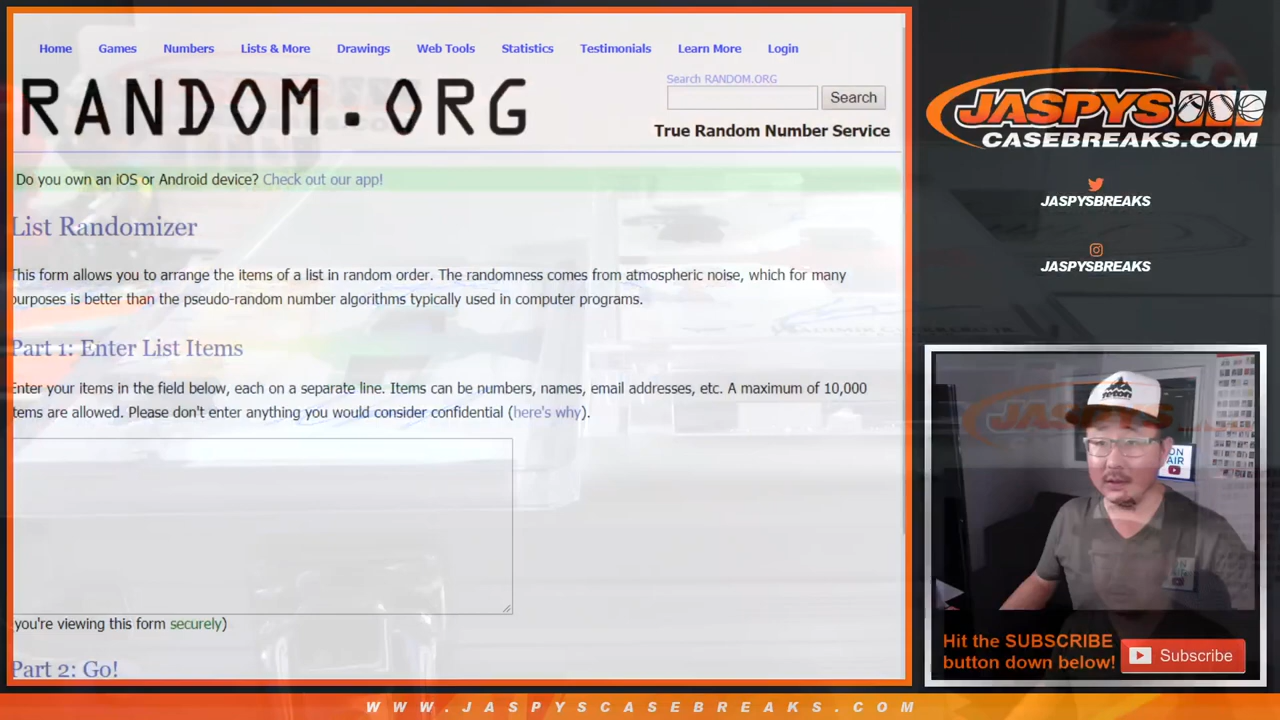 Home Games Numbers Lists & More Drawings Web Tools Statistics Testimonials Learn More Login
RANDOM.ORG
Search RANDOM.ORG
Search
True Random Number Service
Do you own an iOS or Android device? Check out our app!
List Randomizer
This form allows you to arrange the items of a list in random order. The randomness comes from atmospheric noise, which for many
purposes is better than the pseudo-random number algorithms typically used in computer programs.
Part 1: Enter List Items
Enter your items in the field below, each on a separate line. Items can be numbers, names, email addresses, etc. A maximum of 10,000
items are allowed. Please don't enter anything you would consider confidential (here's why).
(you're viewing this form securely)
Part 2: Go!
JASPYS
CASEBREAKS.COM
JASPYSBREAKS
JASPYSBREAKS
JASPYS
ON
AIR
Hit the SUBSCRIBE
button down below!
Subscribe
WWW.JASPYSCASEBREAKS.COM